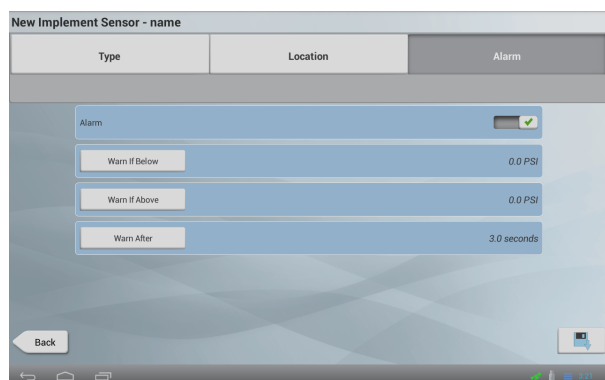 New Implement Sensor - name
Type Location Alarm
Alarm
Warn If Below 0.0 PSI
Warn If Above 0.0 PSI
Warn After 3.0 seconds
Back